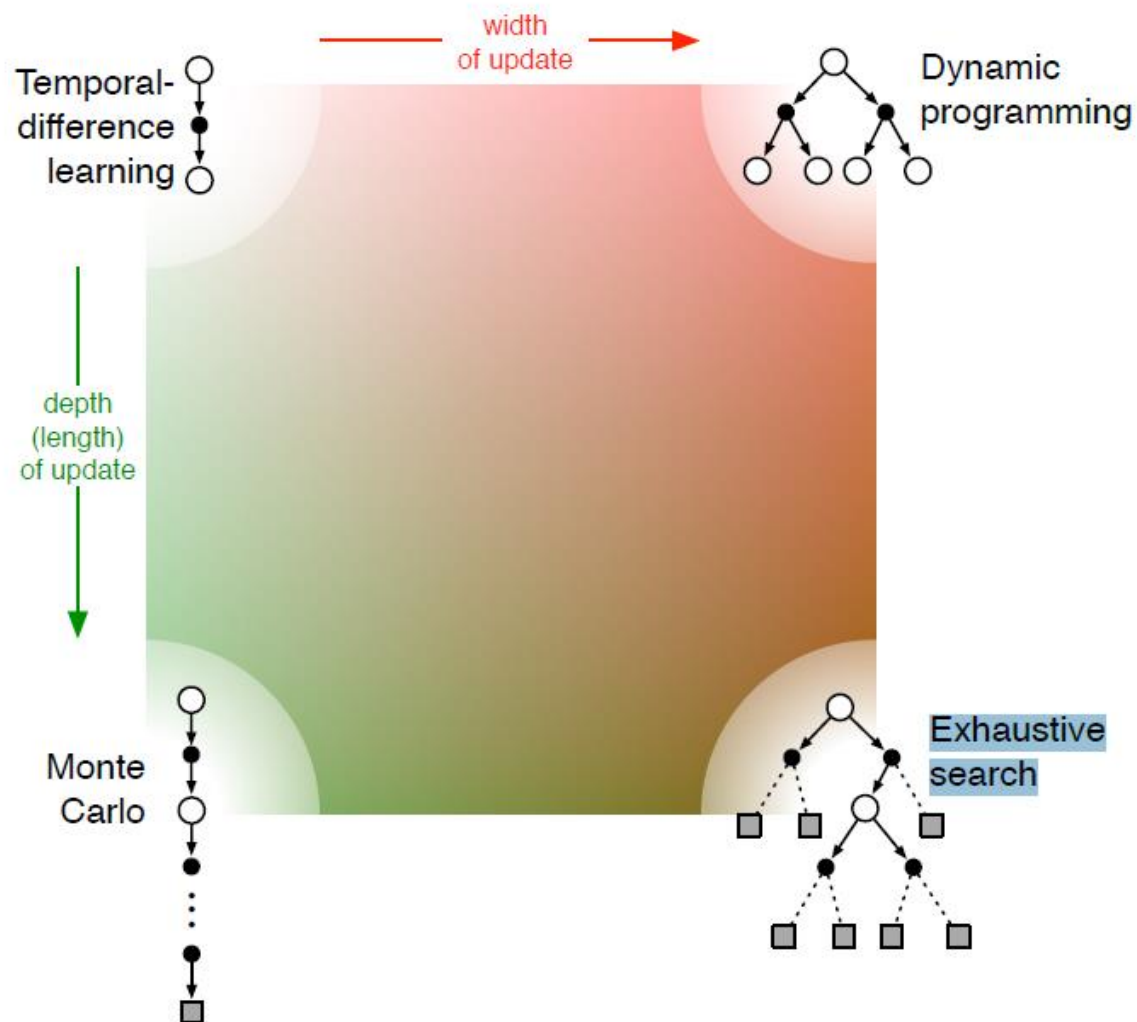 width
of update
Temporal-
difference
learning
Dynamic
programming
depth
(length)
of update
Monte
Carlo
Exhaustive
search